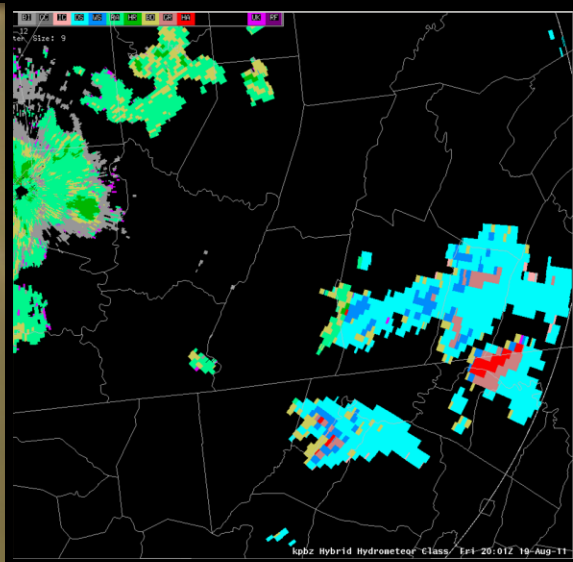 BI GC IC DS WS RA HR BD GR HA UK RF
-12
ter Size: 9
kpbz Hybrid Hydrometeor Class Fri 20:01Z 19-Aug-11